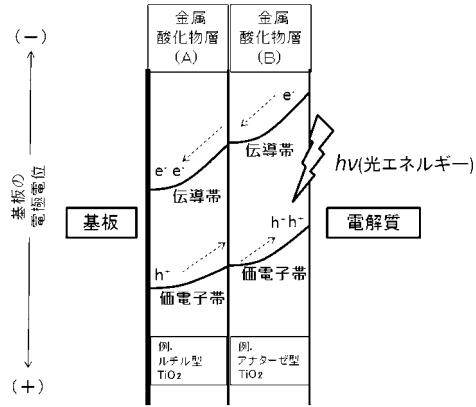 金属
酸化物層
(A)
金属
酸化物層
(B)
(−)
基板の
電極電位
(+)
e⁻
伝導帯
e⁻ e⁻
伝導帯
hν(光エネルギー)
基板
電解質
h⁺h⁺
h⁺
価電子帯
価電子帯
例.
ルチル型
TiO₂
例.
アナターゼ型
TiO₂